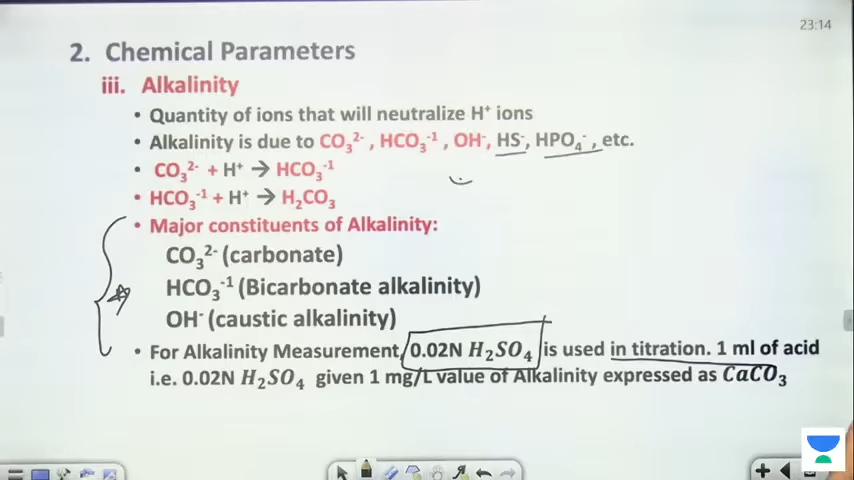 23:14
2. Chemical Parameters
iii. Alkalinity
• Quantity of ions that will neutralize H⁺ ions
• Alkalinity is due to CO₃²⁻ , HCO₃⁻¹ , OH⁻, HS⁻, HPO₄⁻ , etc.
• CO₃²⁻ + H⁺ → HCO₃⁻¹
• HCO₃⁻¹ + H⁺ → H₂CO₃
• Major constituents of Alkalinity:
CO₃²⁻ (carbonate)
HCO₃⁻¹ (Bicarbonate alkalinity)
OH⁻ (caustic alkalinity)
• For Alkalinity Measurement, 0.02N H₂SO₄ is used in titration. 1 ml of acid
i.e. 0.02N H₂SO₄ given 1 mg/L value of Alkalinity expressed as CaCO₃